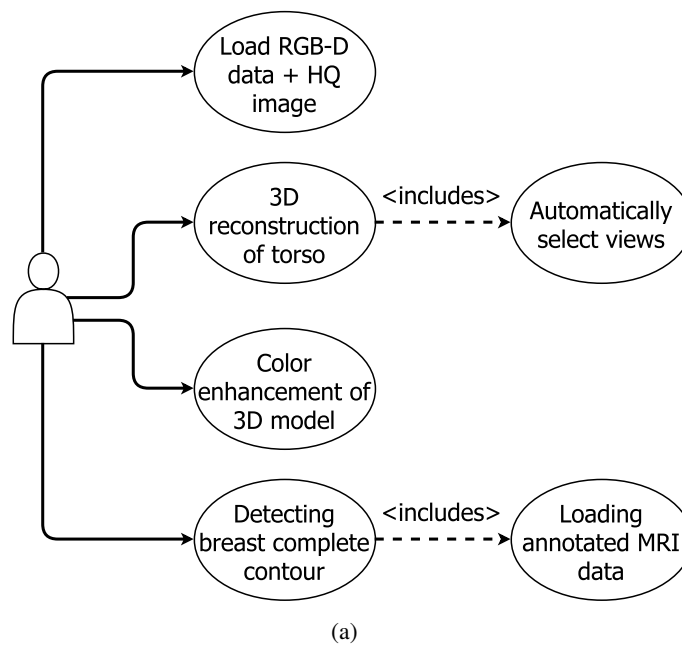 Load RGB-D
data + HQ
image
3D
reconstruction
of torso
<includes>
Automatically
select views
Color
enhancement of
3D model
Detecting
breast complete
contour
<includes>
Loading
annotated MRI
data
(a)